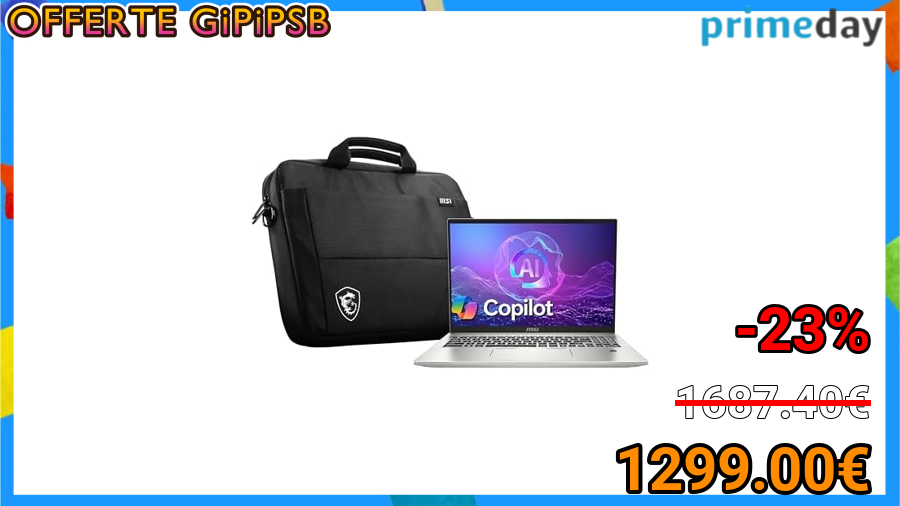 OFFERTE GiPiPSB
primeday
msi
AI
Copilot
msi
-23%
1687.40€
1299.00€